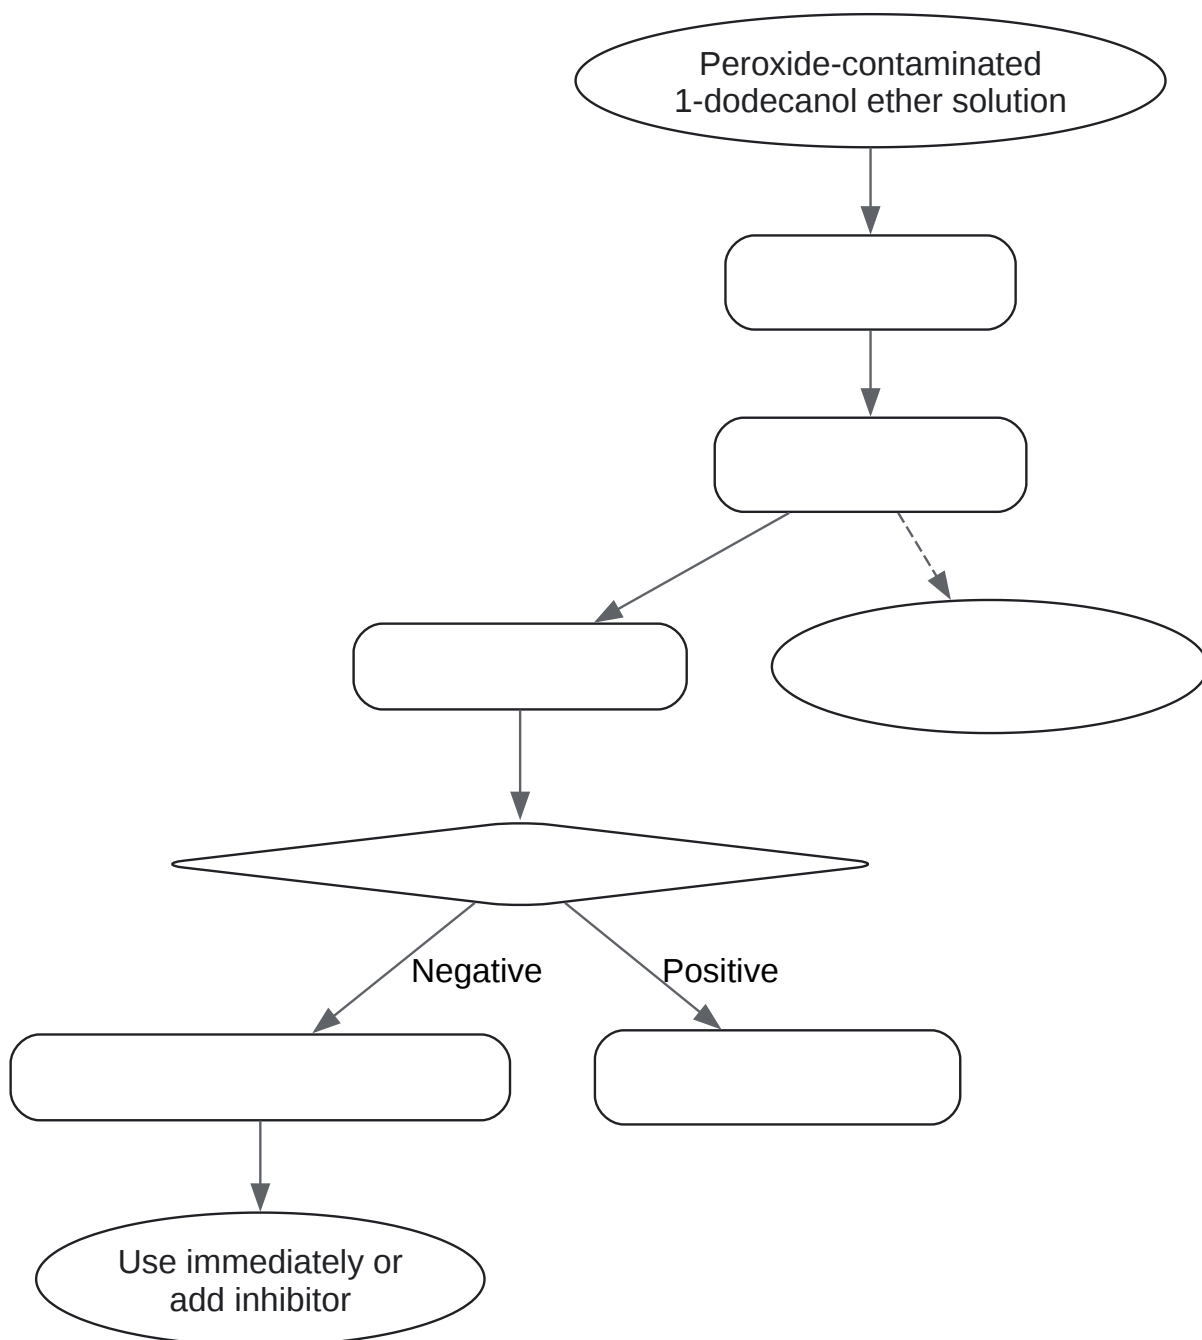 Peroxide-contaminated
1-dodecanol ether solution
Negative
Positive
Use immediately or
add inhibitor